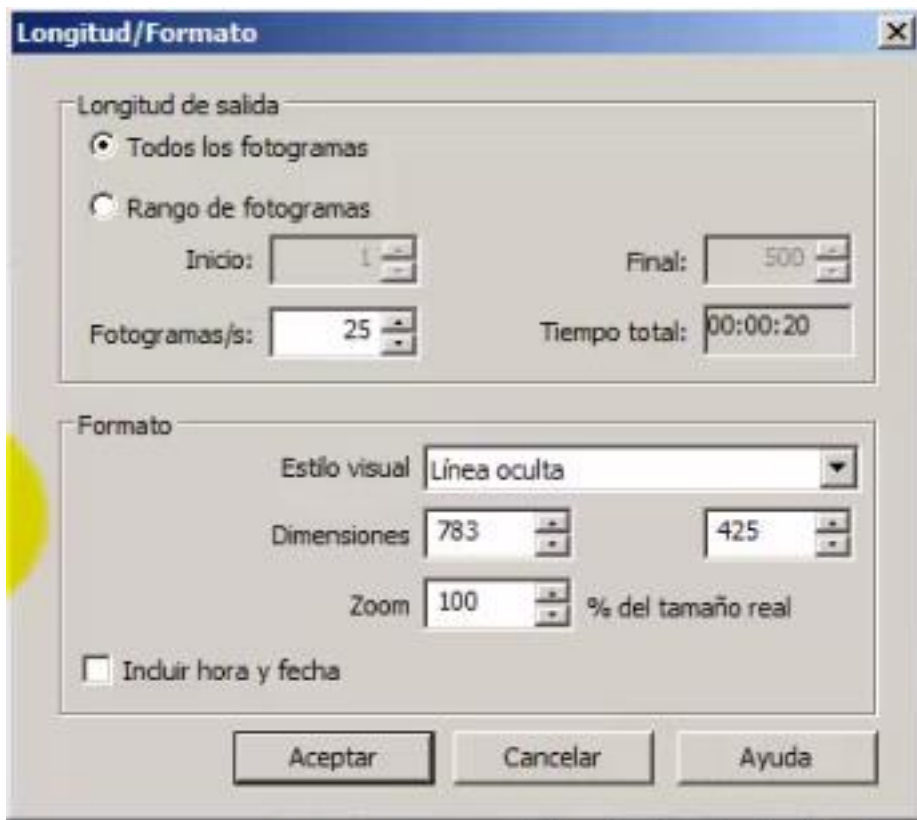 Longitud/Formato
Longitud de salida
Todos los fotogramas
Rango de fotogramas
Inicio: 1 Final: 500
Fotogramas/s: 25 Tiempo total: 00:00:20
Formato
Estilo visual Línea oculta
Dimensiones 783 425
Zoom 100 % del tamaño real
Incluir hora y fecha
Aceptar Cancelar Ayuda